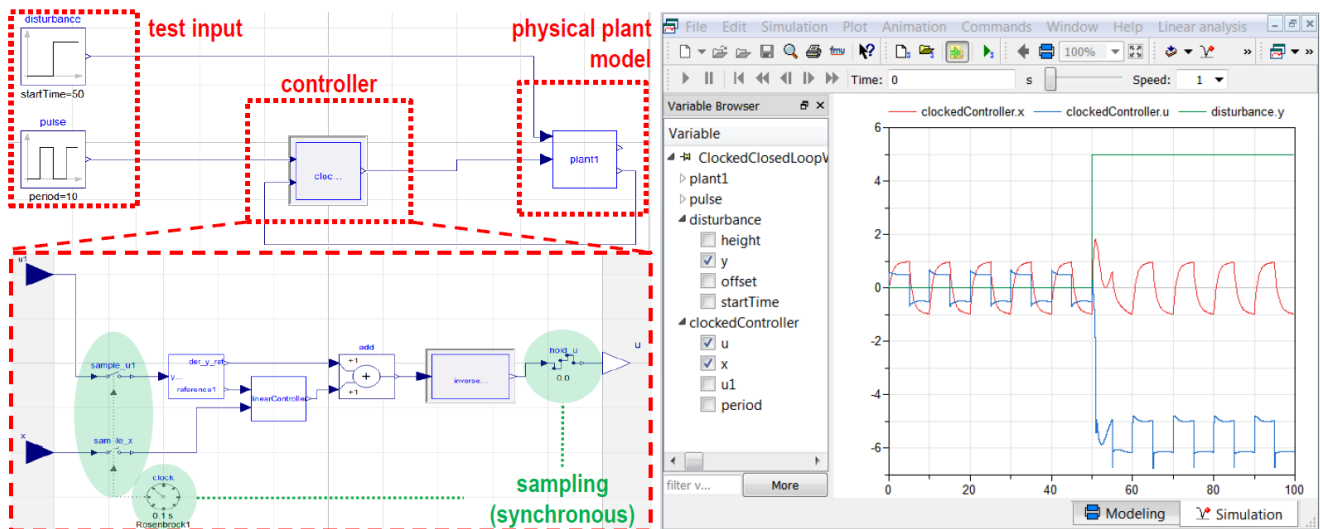 disturbance
test input
startTime=50
pulse
period=10
controller
cloc...
physical plant
model
plant1
u1
sample_u1
y...
der_y_ref
reference1
linearController
add
+1
+
+1
inverse...
hold_u
0.0
u
x
sample_x
clock
0.1 s
Rosenbrock1
sampling
(synchronous)
File Edit Simulation Plot Animation Commands Window Help Linear analysis
fmu 100% »  »
Time: 0 s Speed: 1
Variable Browser
Variable
ClockedClosedLoopV
plant1
pulse
disturbance
height
y
offset
startTime
clockedController
u
x
u1
period
filter v... More
clockedController.x clockedController.u disturbance.y
6
4
2
0
-2
-4
-6
0 20 40 60 80 100
Modeling Simulation